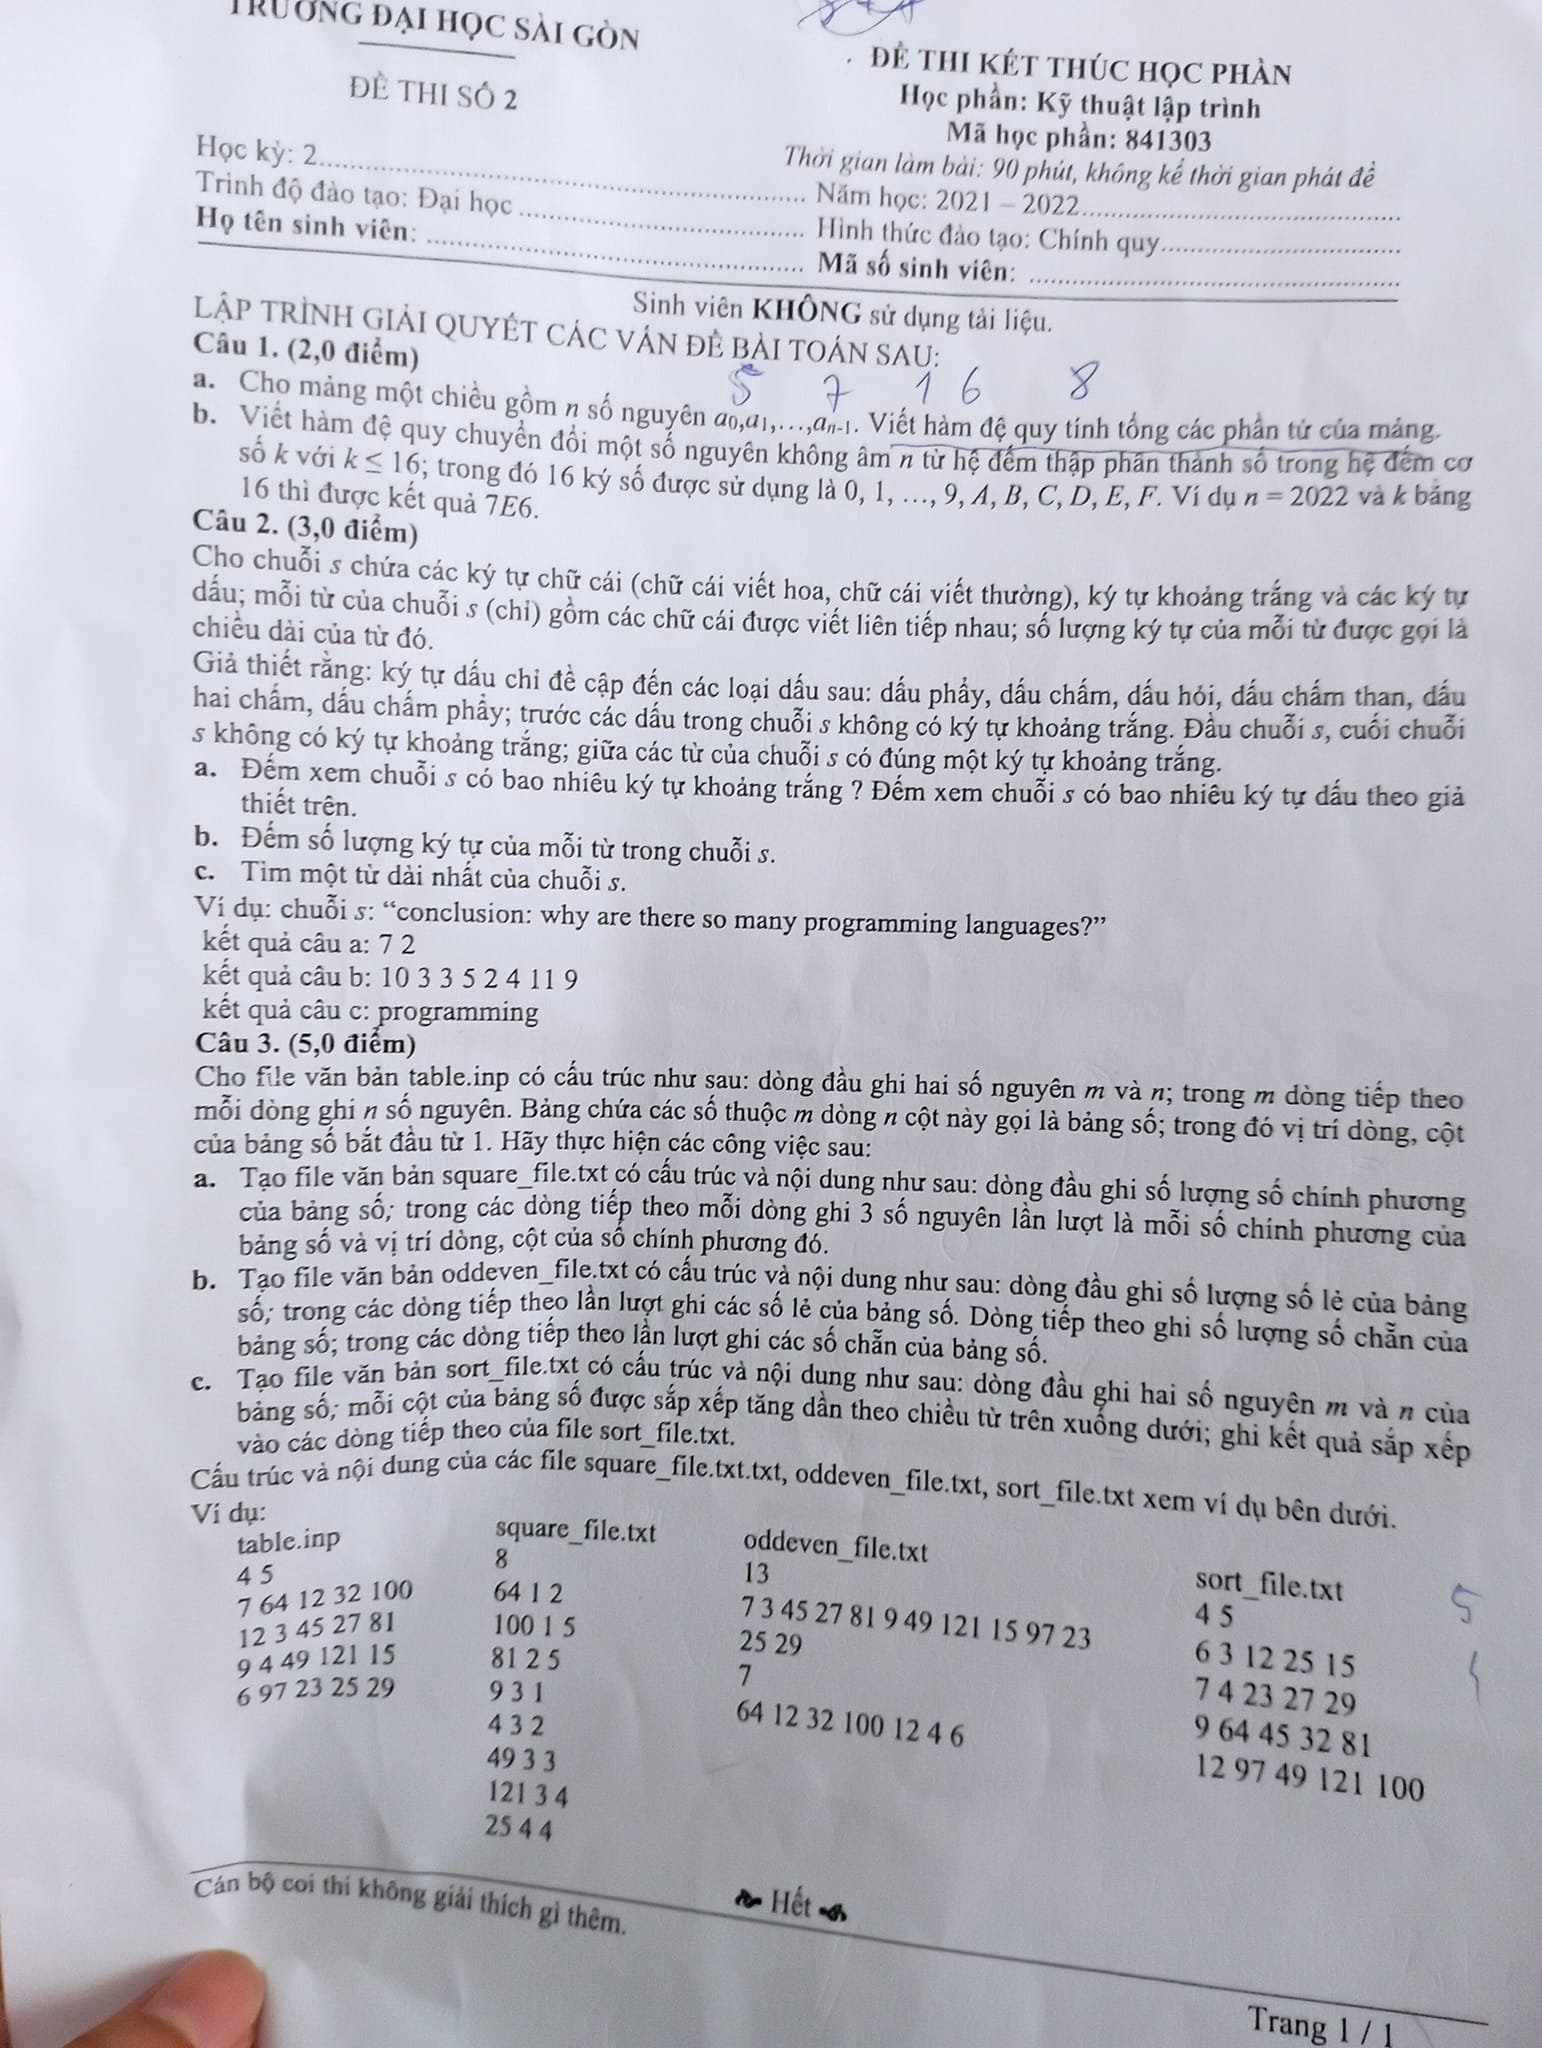 TRƯỜNG ĐẠI HỌC SÀI GÒN
ĐỀ THI SỐ 2
ĐỀ THI KẾT THÚC HỌC PHẦN
Học phần: Kỹ thuật lập trình
Mã học phần: 841303
Thời gian làm bài: 90 phút, không kể thời gian phát đề
Học kỳ: 2
Năm học: 2021 – 2022
Trình độ đào tạo: Đại học
Hình thức đào tạo: Chính quy
Họ tên sinh viên:
Mã số sinh viên:
Sinh viên KHÔNG sử dụng tài liệu.
LẬP TRÌNH GIẢI QUYẾT CÁC VẤN ĐỀ BÀI TOÁN SAU:
Câu 1. (2,0 điểm)
5 7 16 8
a. Cho mảng một chiều gồm n số nguyên a0,a1,…,an-1. Viết hàm đệ quy tính tổng các phần tử của mảng.
b. Viết hàm đệ quy chuyển đổi một số nguyên không âm n từ hệ đếm thập phân thành số trong hệ đếm cơ
số k với k ≤ 16; trong đó 16 ký số được sử dụng là 0, 1, …, 9, A, B, C, D, E, F. Ví dụ n = 2022 và k bằng
16 thì được kết quả 7E6.
Câu 2. (3,0 điểm)
Cho chuỗi s chứa các ký tự chữ cái (chữ cái viết hoa, chữ cái viết thường), ký tự khoảng trắng và các ký tự
dấu; mỗi từ của chuỗi s (chỉ) gồm các chữ cái được viết liên tiếp nhau; số lượng ký tự của mỗi từ được gọi là
chiều dài của từ đó.
Giả thiết rằng: ký tự dấu chỉ đề cập đến các loại dấu sau: dấu phẩy, dấu chấm, dấu hỏi, dấu chấm than, dấu
hai chấm, dấu chấm phẩy; trước các dấu trong chuỗi s không có ký tự khoảng trắng. Đầu chuỗi s, cuối chuỗi
s không có ký tự khoảng trắng; giữa các từ của chuỗi s có đúng một ký tự khoảng trắng.
a. Đếm xem chuỗi s có bao nhiêu ký tự khoảng trắng ? Đếm xem chuỗi s có bao nhiêu ký tự dấu theo giả
thiết trên.
b. Đếm số lượng ký tự của mỗi từ trong chuỗi s.
c. Tìm một từ dài nhất của chuỗi s.
Ví dụ: chuỗi s: “conclusion: why are there so many programming languages?”
kết quả câu a: 7 2
kết quả câu b: 10 3 3 5 2 4 11 9
kết quả câu c: programming
Câu 3. (5,0 điểm)
Cho file văn bản table.inp có cấu trúc như sau: dòng đầu ghi hai số nguyên m và n; trong m dòng tiếp theo
mỗi dòng ghi n số nguyên. Bảng chứa các số thuộc m dòng n cột này gọi là bảng số; trong đó vị trí dòng, cột
của bảng số bắt đầu từ 1. Hãy thực hiện các công việc sau:
a. Tạo file văn bản square_file.txt có cấu trúc và nội dung như sau: dòng đầu ghi số lượng số chính phương
của bảng số; trong các dòng tiếp theo mỗi dòng ghi 3 số nguyên lần lượt là mỗi số chính phương của
bảng số và vị trí dòng, cột của số chính phương đó.
b. Tạo file văn bản oddeven_file.txt có cấu trúc và nội dung như sau: dòng đầu ghi số lượng số lẻ của bảng
số; trong các dòng tiếp theo lần lượt ghi các số lẻ của bảng số. Dòng tiếp theo ghi số lượng số chẵn của
bảng số; trong các dòng tiếp theo lần lượt ghi các số chẵn của bảng số.
c. Tạo file văn bản sort_file.txt có cấu trúc và nội dung như sau: dòng đầu ghi hai số nguyên m và n của
bảng số; mỗi cột của bảng số được sắp xếp tăng dần theo chiều từ trên xuống dưới; ghi kết quả sắp xếp
vào các dòng tiếp theo của file sort_file.txt.
Cấu trúc và nội dung của các file square_file.txt.txt, oddeven_file.txt, sort_file.txt xem ví dụ bên dưới.
Ví dụ:
table.inp
4 5
7 64 12 32 100
12 3 45 27 81
9 4 49 121 15
6 97 23 25 29
square_file.txt
8
64 1 2
100 1 5
81 2 5
9 3 1
4 3 2
49 3 3
121 3 4
25 4 4
oddeven_file.txt
13
7 3 45 27 81 9 49 121 15 97 23
25 29
7
64 12 32 100 12 4 6
sort_file.txt
4 5
6 3 12 25 15
7 4 23 27 29
9 64 45 32 81
12 97 49 121 100
5
Hết
Cán bộ coi thi không giải thích gì thêm.
Trang 1 / 1